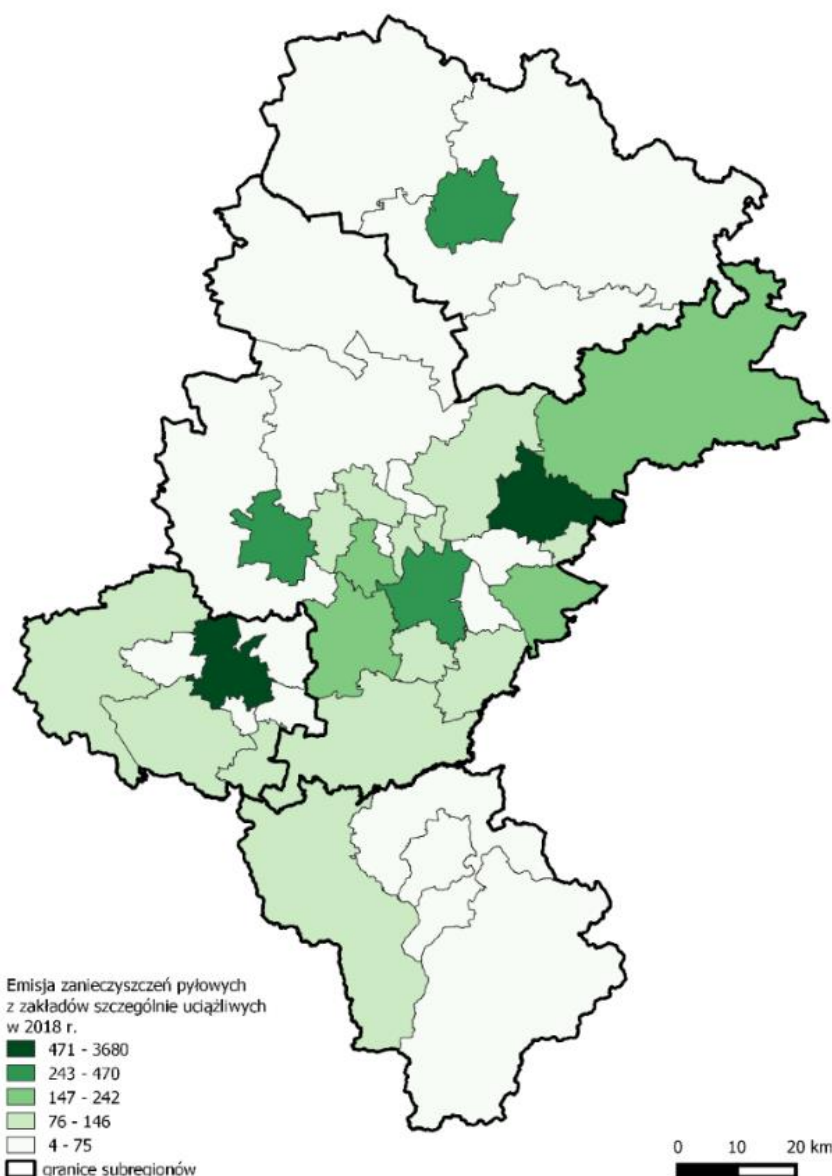 Emisja zanieczyszczeń pyłowych
z zakładów szczególnie uciążliwych
w 2018 r.
471 - 3680
243 - 470
147 - 242
76 - 146
4 - 75
granice subregionów
0 10 20 km